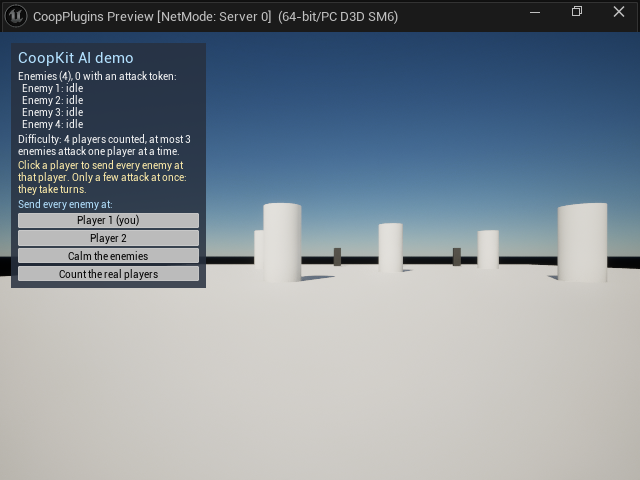 CoopPlugins Preview [NetMode: Server 0]  (64-bit/PC D3D SM6)
CoopKit AI demo
Enemies (4), 0 with an attack token:
Enemy 1: idle
Enemy 2: idle
Enemy 3: idle
Enemy 4: idle
Difficulty: 4 players counted, at most 3
enemies attack one player at a time.
Click a player to send every enemy at
that player. Only a few attack at once:
they take turns.
Send every enemy at:
Player 1 (you)
Player 2
Calm the enemies
Count the real players